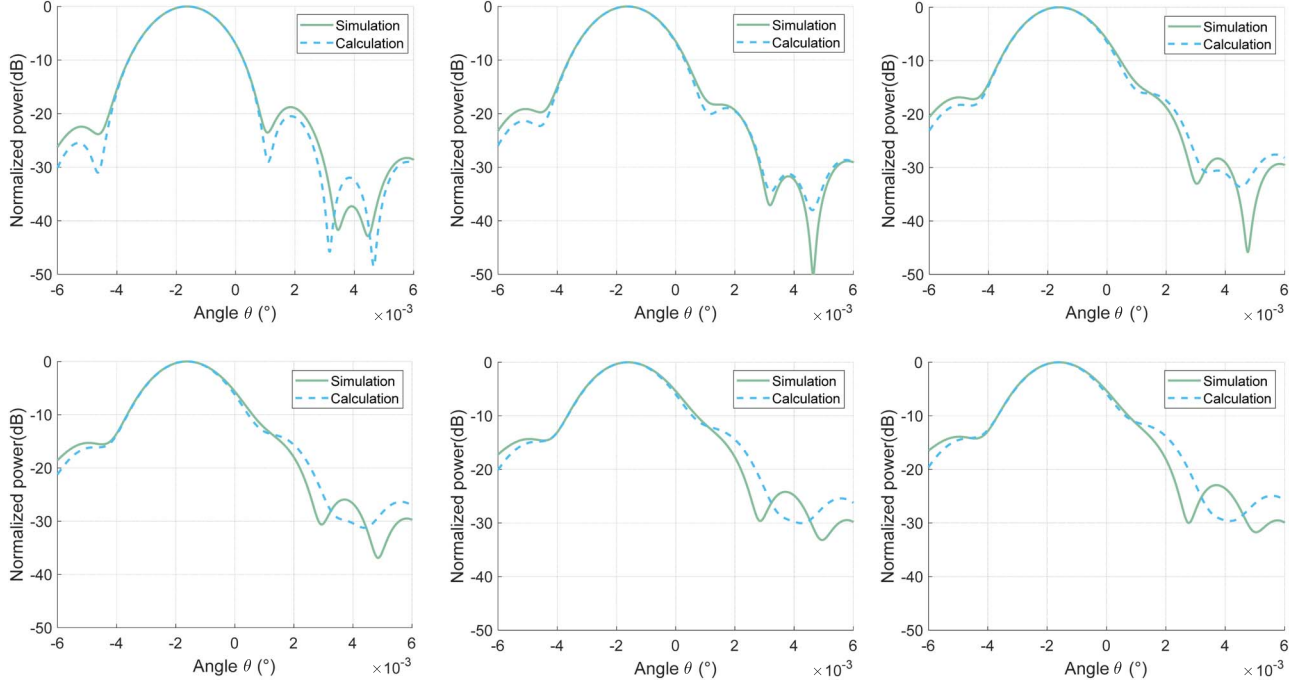 0
-10
-20
-30
-40
-50
Normalized power(dB)
Simulation
Calculation
-6 -4 -2 0 2 4 6
Angle θ (°)
×10⁻³
0
-10
-20
-30
-40
-50
Normalized power(dB)
Simulation
Calculation
-6 -4 -2 0 2 4 6
Angle θ (°)
×10⁻³
0
-10
-20
-30
-40
-50
Normalized power(dB)
Simulation
Calculation
-6 -4 -2 0 2 4 6
Angle θ (°)
×10⁻³
0
-10
-20
-30
-40
-50
Normalized power(dB)
Simulation
Calculation
-6 -4 -2 0 2 4 6
Angle θ (°)
×10⁻³
0
-10
-20
-30
-40
-50
Normalized power(dB)
Simulation
Calculation
-6 -4 -2 0 2 4 6
Angle θ (°)
×10⁻³
0
-10
-20
-30
-40
-50
Normalized power(dB)
Simulation
Calculation
-6 -4 -2 0 2 4 6
Angle θ (°)
×10⁻³